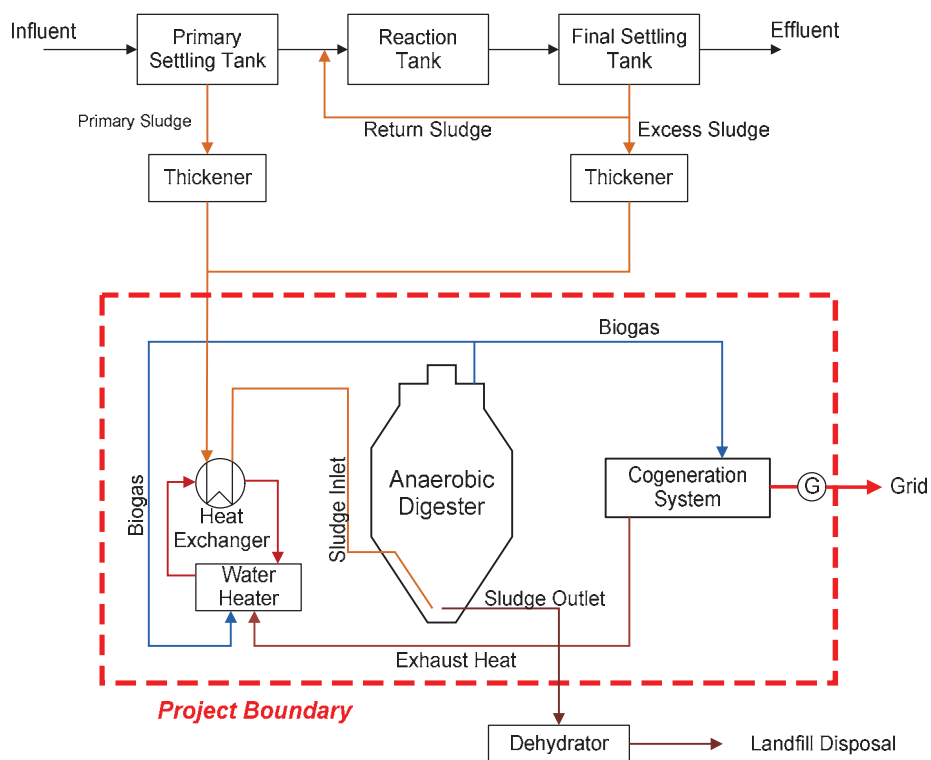 Influent
Primary
Settling Tank
Reaction
Tank
Final Settling
Tank
Effluent
Primary Sludge
Return Sludge
Excess Sludge
Thickener
Thickener
Biogas
Biogas
Heat
Exchanger
Water
Heater
Sludge Inlet
Anaerobic
Digester
Cogeneration
System
G
Grid
Sludge Outlet
Exhaust Heat
Project Boundary
Dehydrator
Landfill Disposal